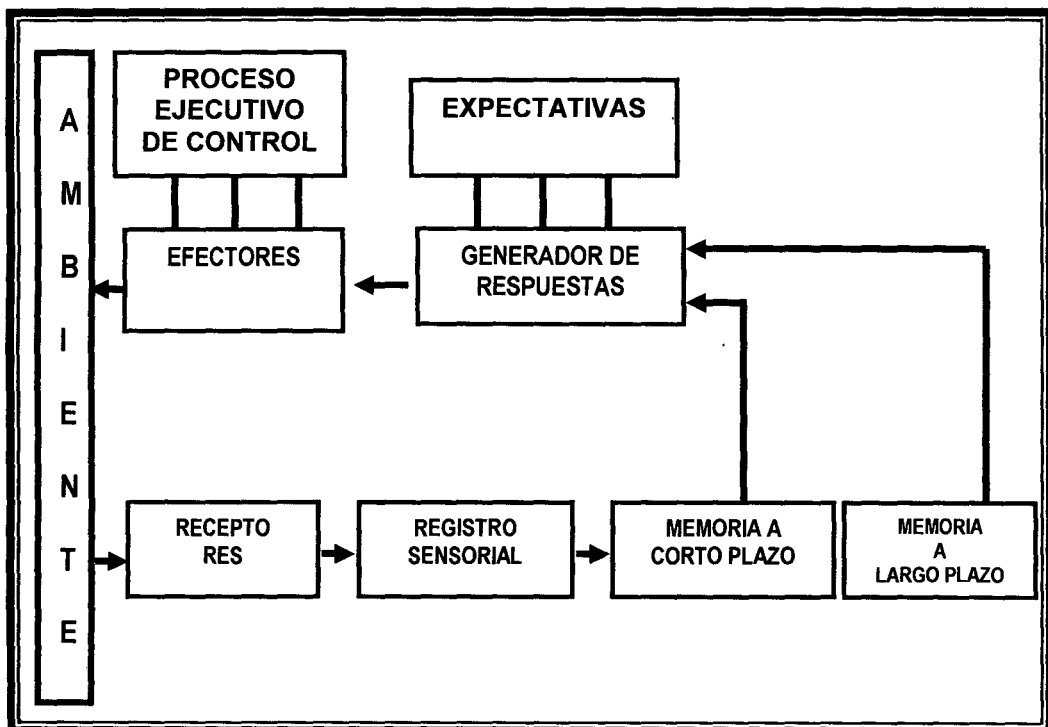 AMBIENTE
PROCESO
EJECUTIVO
DE CONTROL
EXPECTATIVAS
EFECTORES
GENERADOR DE
RESPUESTAS
RECEPTO
RES
REGISTRO
SENSORIAL
MEMORIA A
CORTO PLAZO
MEMORIA
A
LARGO PLAZO